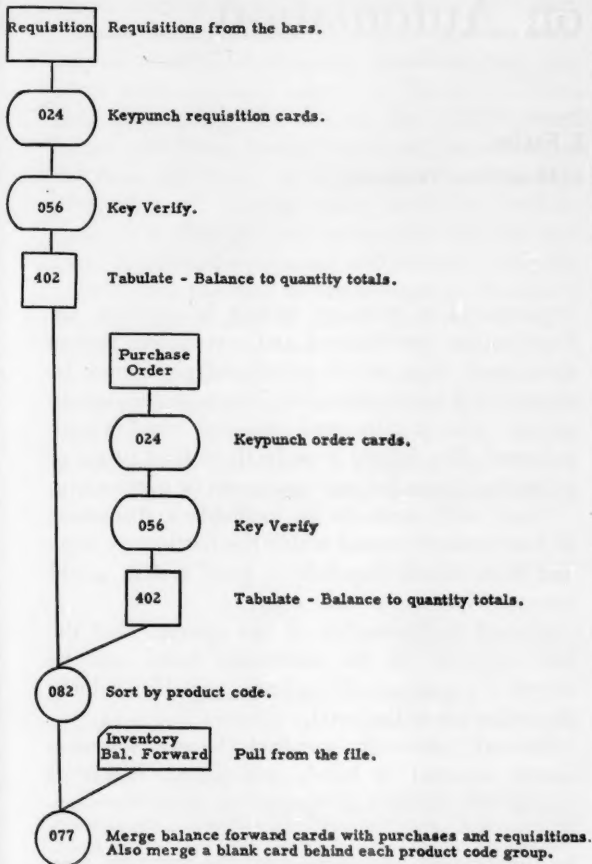 on Automation
Requisition Requisitions from the bars.
024 Keypunch requisition cards.
056 Key Verify.
402 Tabulate - Balance to quantity totals.
Purchase
Order
024 Keypunch order cards.
056 Key Verify
402 Tabulate - Balance to quantity totals.
082 Sort by product code.
Inventory
Bal. Forward Pull from the file.
077 Merge balance forward cards with purchases and requisitions.
Also merge a blank card behind each product code group.